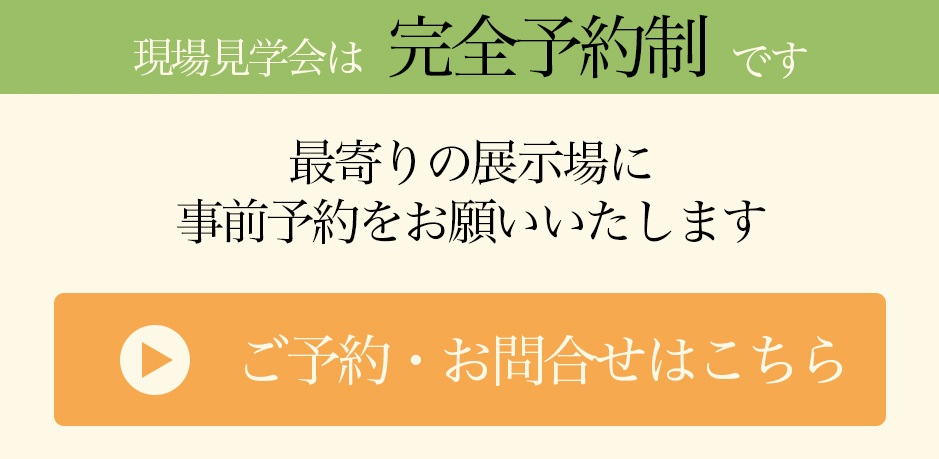 現場見学会は 完全予約制 です
最寄りの展示場に
事前予約をお願いいたします
ご予約・お問合せはこちら